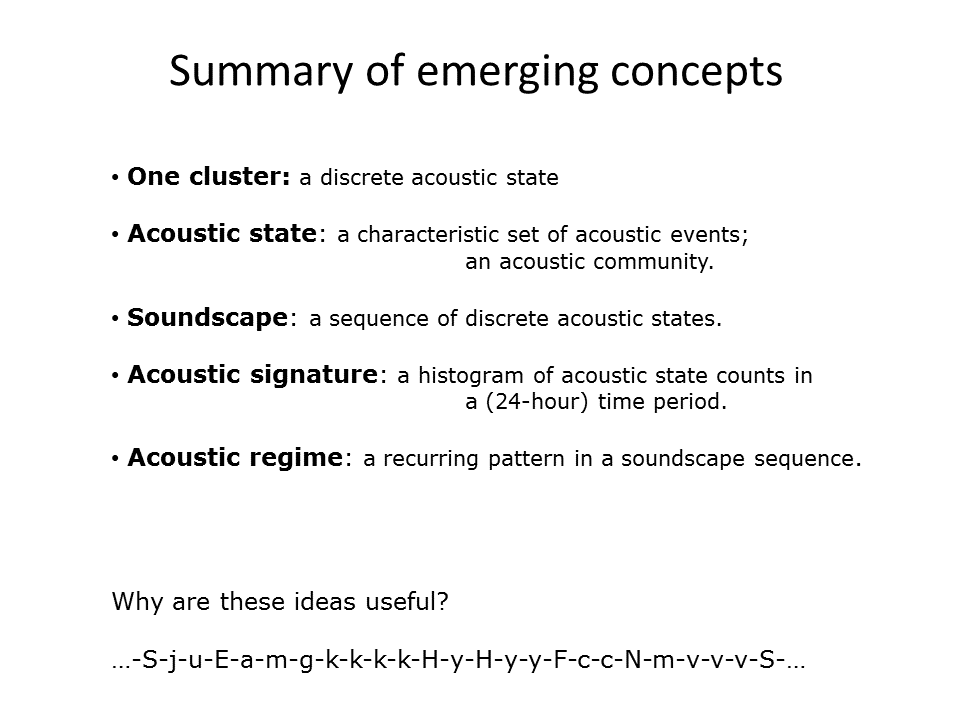 Summary of emerging concepts
• One cluster: a discrete acoustic state
• Acoustic state: a characteristic set of acoustic events;
an acoustic community.
• Soundscape: a sequence of discrete acoustic states.
• Acoustic signature: a histogram of acoustic state counts in
a (24-hour) time period.
• Acoustic regime: a recurring pattern in a soundscape sequence.
Why are these ideas useful?
…-S-j-u-E-a-m-g-k-k-k-k-H-y-H-y-y-F-c-c-N-m-v-v-v-S-…